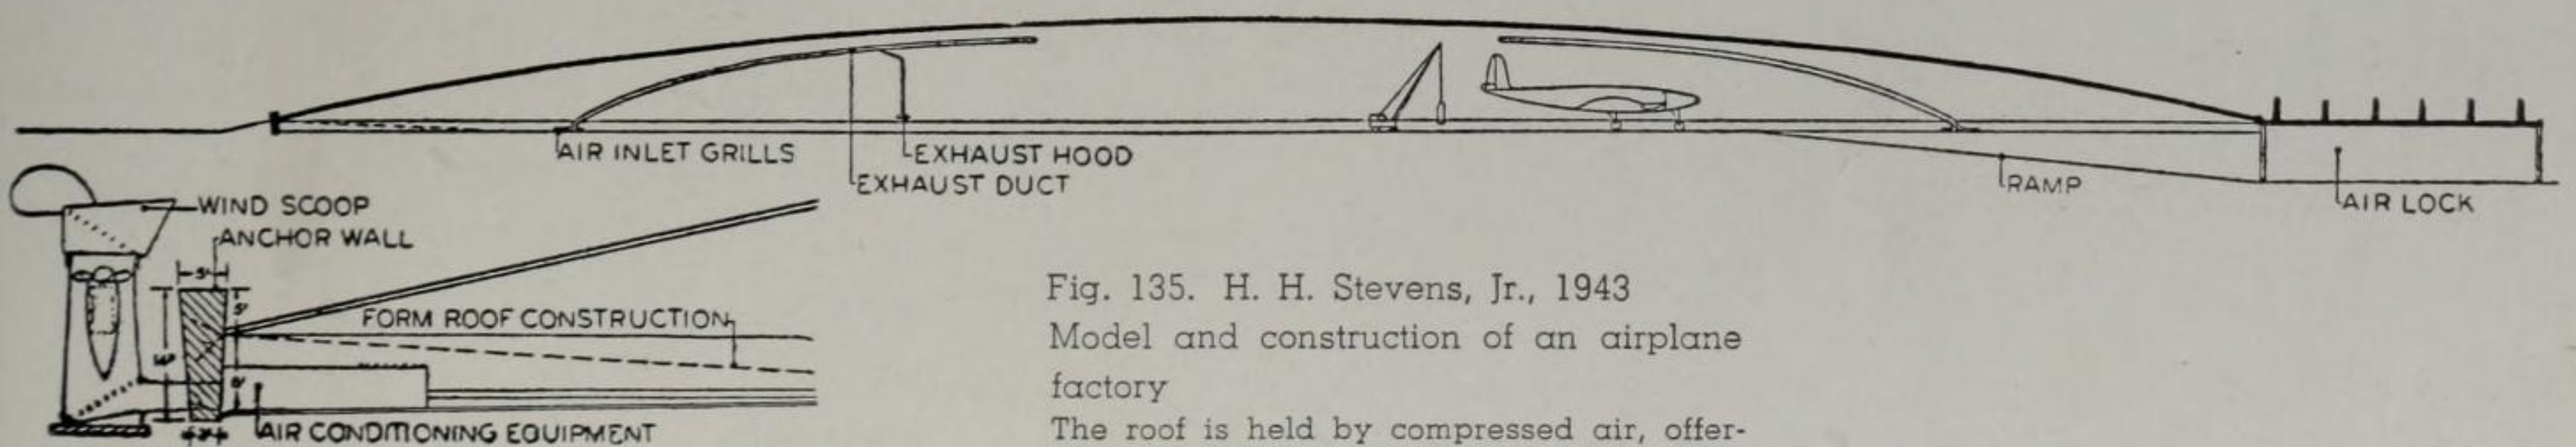 AIR INLET GRILLS
EXHAUST HOOD
EXHAUST DUCT
RAMP
AIR LOCK
WIND SCOOP
ANCHOR WALL
5'
5'
FORM ROOF CONSTRUCTION
AIR CONDITIONING EQUIPMENT
Fig. 135. H. H. Stevens, Jr., 1943
Model and construction of an airplane
factory
The roof is held by compressed air, offer-